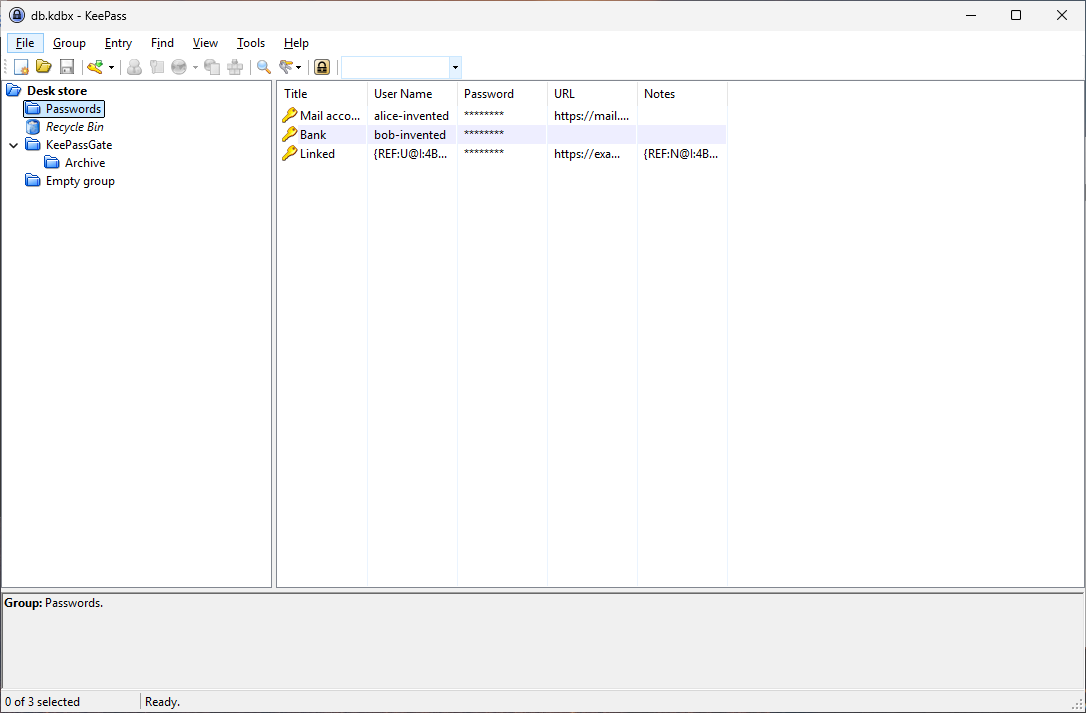 db.kdbx - KeePass
File Group Entry Find View Tools Help
Desk store
Passwords
Recycle Bin
KeePassGate
Archive
Empty group
Title User Name Password URL Notes
Mail acco... alice-invented ******** https://mail....
Bank bob-invented ********
Linked {REF:U@I:4B... ******** https://exa... {REF:N@I:4B...
Group: Passwords.
0 of 3 selected Ready.